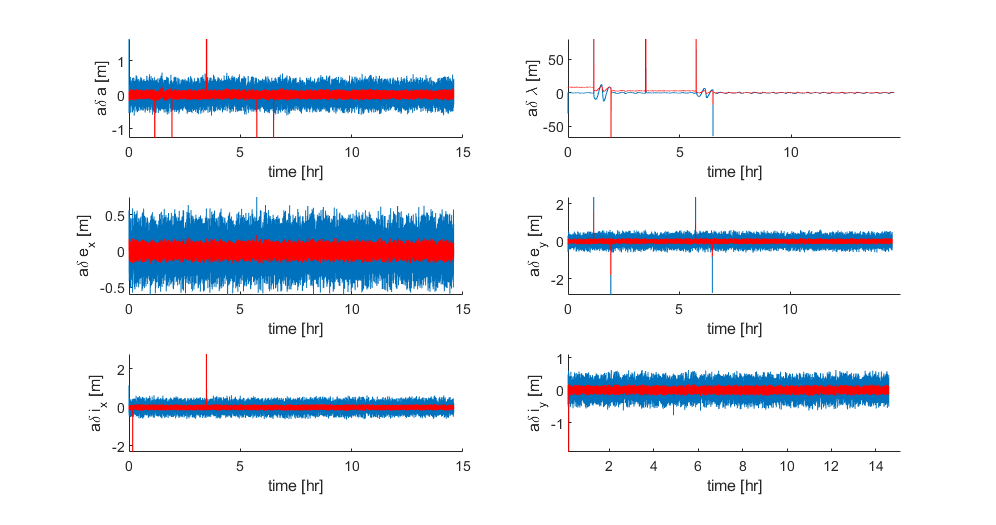 aδ a [m]
1
0
-1
0 5 10 15
time [hr]
aδ λ [m]
50
0
-50
0 5 10
time [hr]
aδ e_x [m]
0.5
0
-0.5
0 5 10 15
time [hr]
aδ e_y [m]
2
0
-2
0 5 10
time [hr]
aδ i_x [m]
2
0
-2
0 5 10 15
time [hr]
aδ i_y [m]
1
0
-1
2 4 6 8 10 12 14
time [hr]